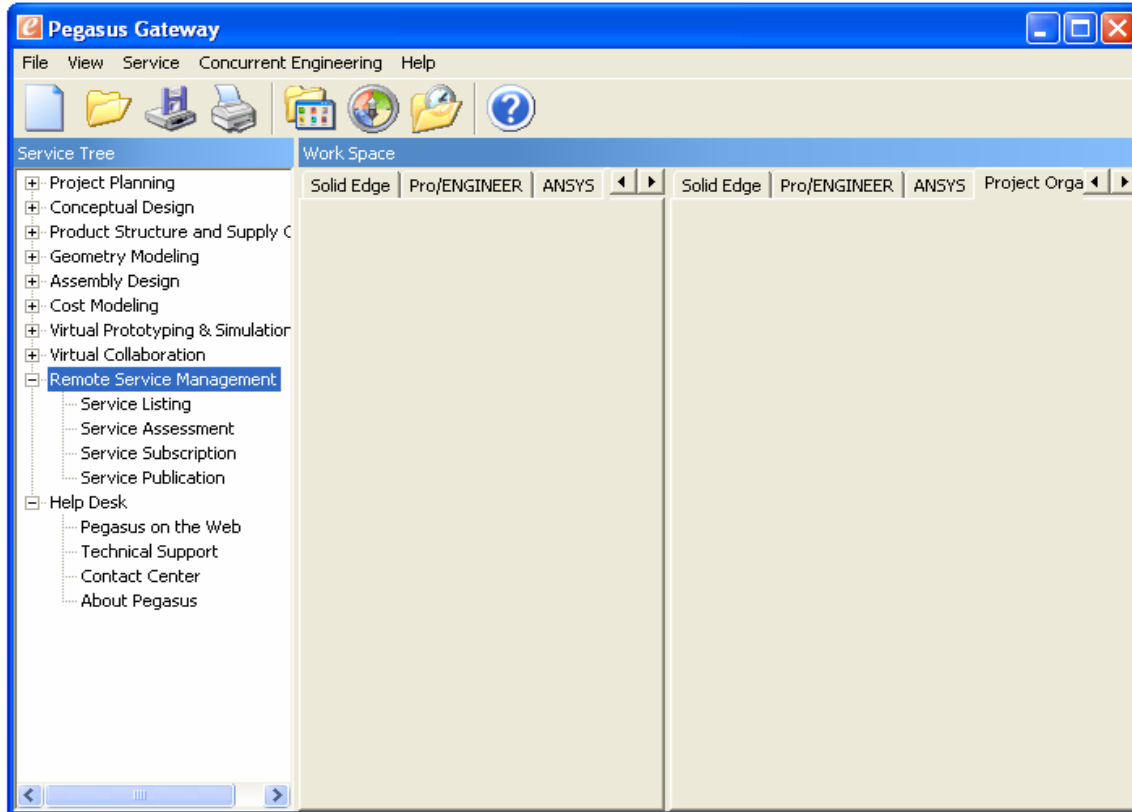 Pegasus Gateway
File View Service Concurrent Engineering Help
Service Tree
Work Space
Solid Edge Pro/ENGINEER ANSYS
Solid Edge Pro/ENGINEER ANSYS Project Orga
Project Planning
Conceptual Design
Product Structure and Supply C
Geometry Modeling
Assembly Design
Cost Modeling
Virtual Prototyping & Simulation
Virtual Collaboration
Remote Service Management
Service Listing
Service Assessment
Service Subscription
Service Publication
Help Desk
Pegasus on the Web
Technical Support
Contact Center
About Pegasus